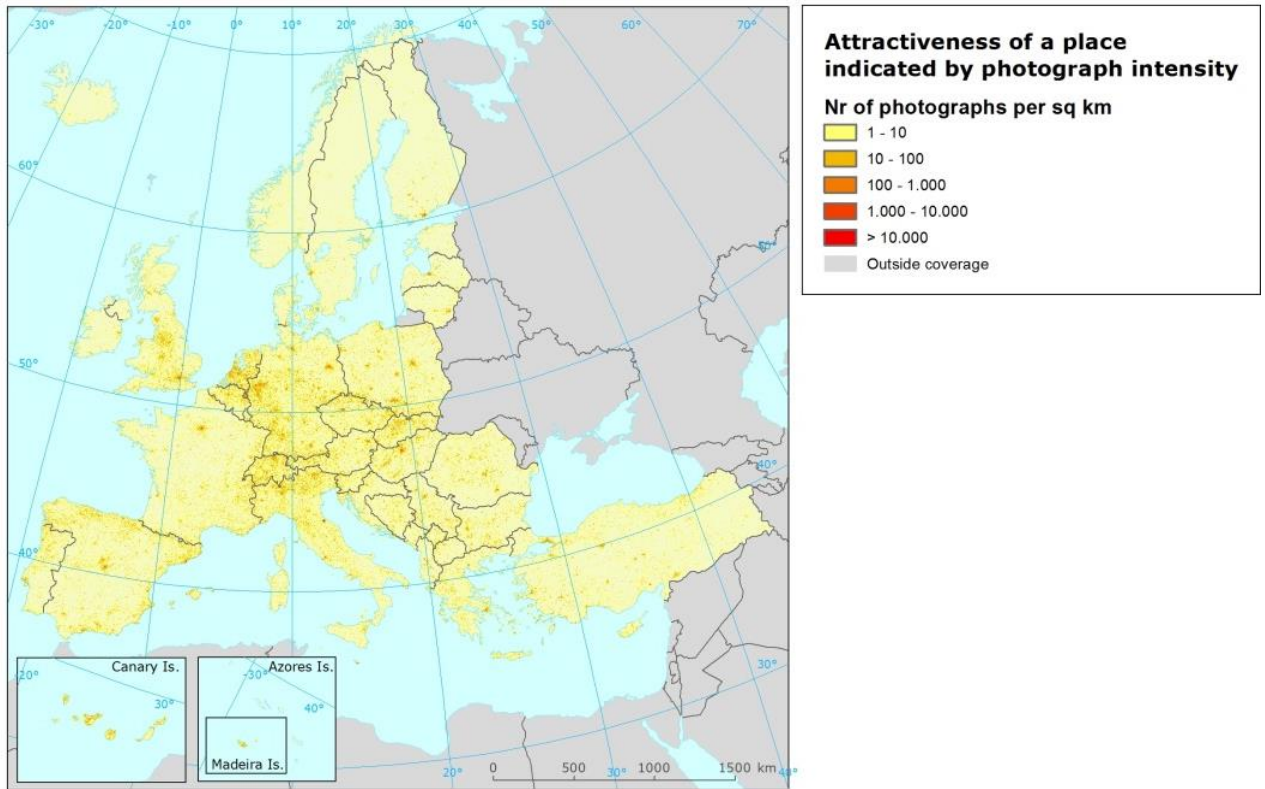 -30°
-20°
-10°
0°
10°
20°
30°
40°
50°
60°
70°
60°
50°
50°
40°
40°
30°
20°
30°
Canary Is.
-30°
Azores Is.
40°
Madeira Is.
20°
30°
40°
0 500 1000 1500 km
Attractiveness of a place
indicated by photograph intensity
Nr of photographs per sq km
1 - 10
10 - 100
100 - 1.000
1.000 - 10.000
> 10.000
Outside coverage